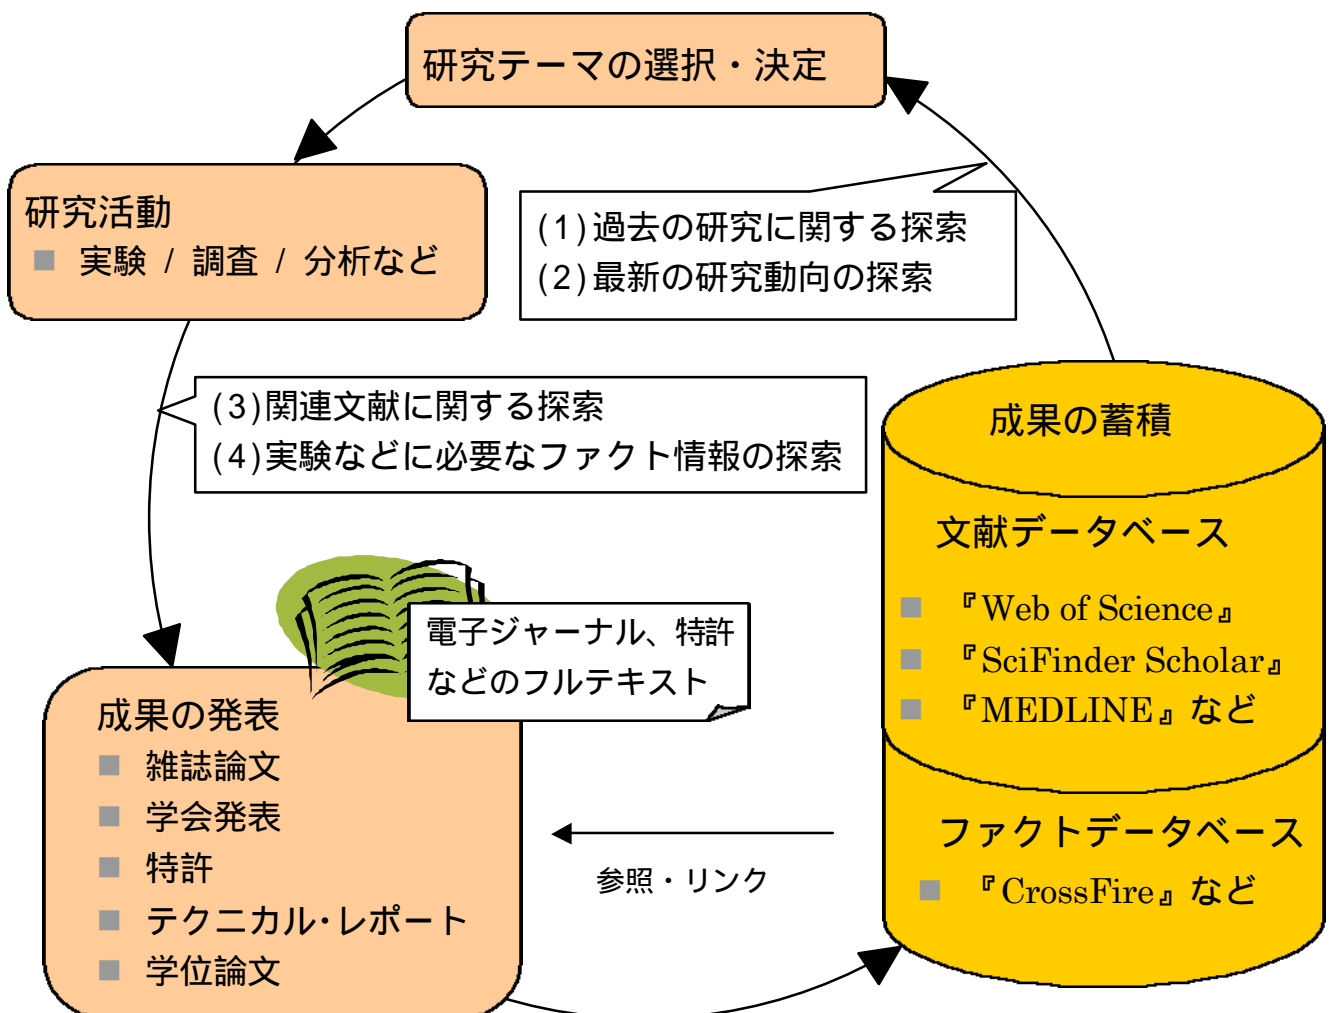 研究テーマの選択・決定
研究活動
■ 実験 / 調査 / 分析など
(1)過去の研究に関する探索
(2)最新の研究動向の探索
(3)関連文献に関する探索
(4)実験などに必要なファクト情報の探索
成果の蓄積
文献データベース
■ 『Web of Science』
■ 『SciFinder Scholar』
■ 『MEDLINE』など
ファクトデータベース
■ 『CrossFire』など
電子ジャーナル、特許
などのフルテキスト
成果の発表
■ 雑誌論文
■ 学会発表
■ 特許
■ テクニカル・レポート
■ 学位論文
参照・リンク